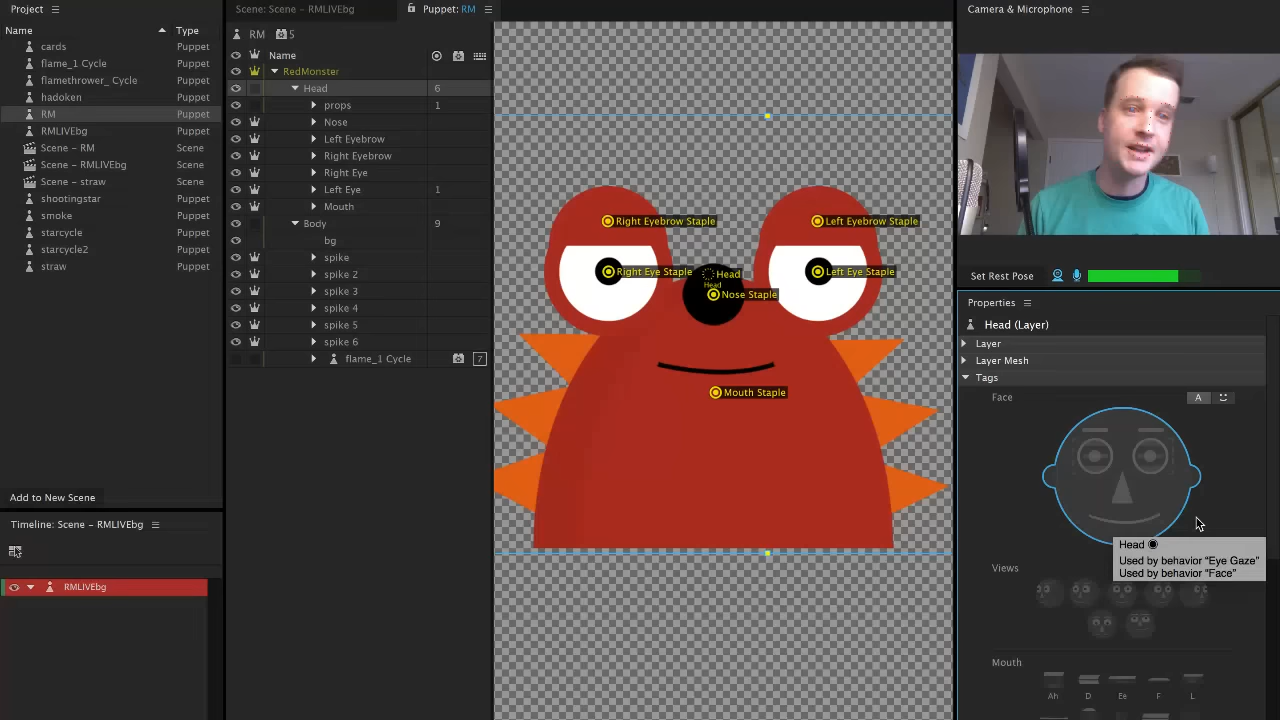 Project
Name
Type
cards Puppet
flame_1 Cycle Puppet
flamethrower_ Cycle Puppet
hadoken Puppet
RM Puppet
RMLIVEbg Puppet
Scene – RM Scene
Scene – RMLIVEbg Scene
Scene – straw Scene
shootingstar Puppet
smoke Puppet
starcycle Puppet
starcycle2 Puppet
straw Puppet
Add to New Scene
Timeline: Scene – RMLIVEbg
RMLIVEbg
Scene: Scene – RMLIVEbg
Puppet: RM
RM 5
Name
RedMonster
Head 6
props 1
Nose
Left Eyebrow
Right Eyebrow
Right Eye
Left Eye 1
Mouth
Body 9
bg
spike
spike 2
spike 3
spike 4
spike 5
spike 6
flame_1 Cycle 7
Right Eyebrow Staple
Left Eyebrow Staple
Right Eye Staple
Head
Left Eye Staple
Head
Nose Staple
Mouth Staple
Camera & Microphone
Set Rest Pose
Properties
Head (Layer)
Layer
Layer Mesh
Tags
Face
A
Head
Used by behavior “Eye Gaze”
Used by behavior “Face”
Views
Mouth
Ah D Ee F L